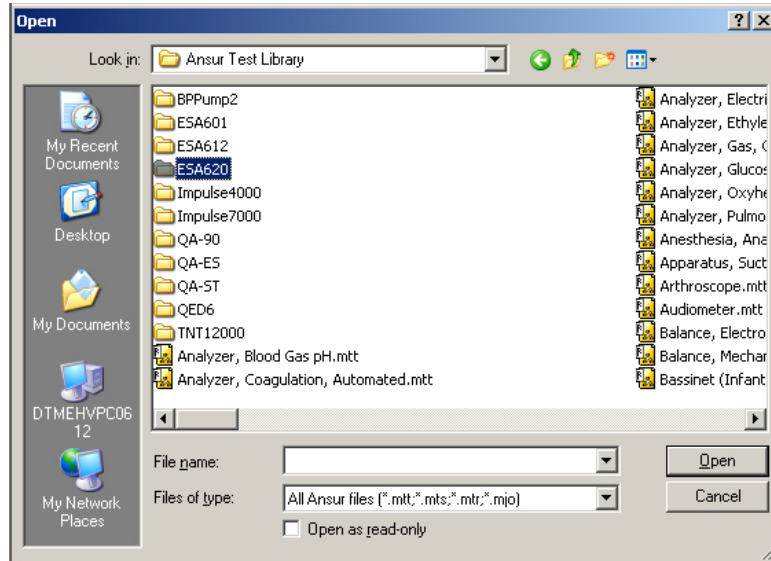 Open
Look in:
Ansur Test Library
My Recent
Documents
Desktop
My Documents
DTMEHVPC06
12
My Network
Places
BPPump2
ESA601
ESA612
ESA620
Impulse4000
Impulse7000
QA-90
QA-ES
QA-ST
QED6
TNT12000
Analyzer, Blood Gas pH.mtt
Analyzer, Coagulation, Automated.mtt
Analyzer, Electri
Analyzer, Ethyle
Analyzer, Gas,
Analyzer, Glucos
Analyzer, Oxyhe
Analyzer, Pulmo
Anesthesia, Ana
Apparatus, Suct
Arthroscope.mtt
Audiometer.mtt
Balance, Electro
Balance, Mechar
Bassinet (Infant
File name:
Files of type:
All Ansur files (*.mtt;*.mts;*.mtr;*.mjo)
Open as read-only
Open
Cancel